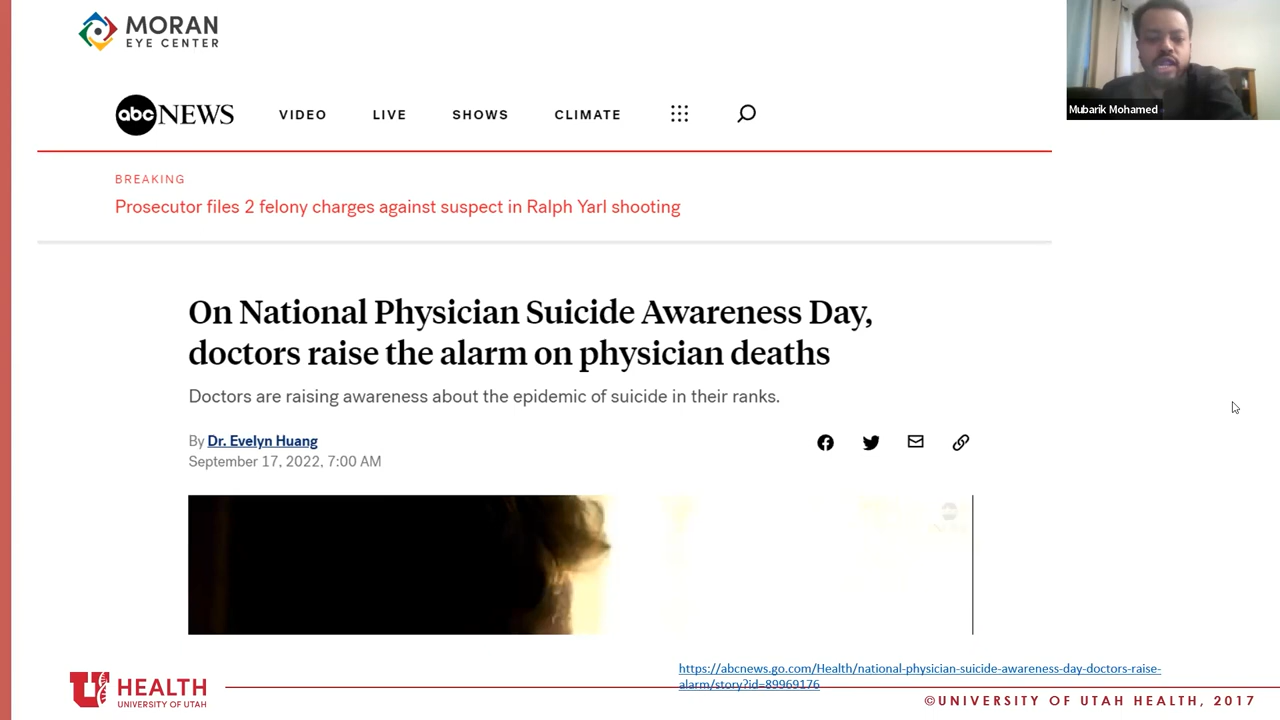 MORAN
EYE CENTER
Mubarik Mohamed
abc NEWS VIDEO LIVE SHOWS CLIMATE
BREAKING
Prosecutor files 2 felony charges against suspect in Ralph Yarl shooting
On National Physician Suicide Awareness Day,
doctors raise the alarm on physician deaths
Doctors are raising awareness about the epidemic of suicide in their ranks.
By Dr. Evelyn Huang
September 17, 2022, 7:00 AM
https://abcnews.go.com/Health/national-physician-suicide-awareness-day-doctors-raise-
alarm/story?id=89969176
U HEALTH
UNIVERSITY OF UTAH
©UNIVERSITY OF UTAH HEALTH, 2017